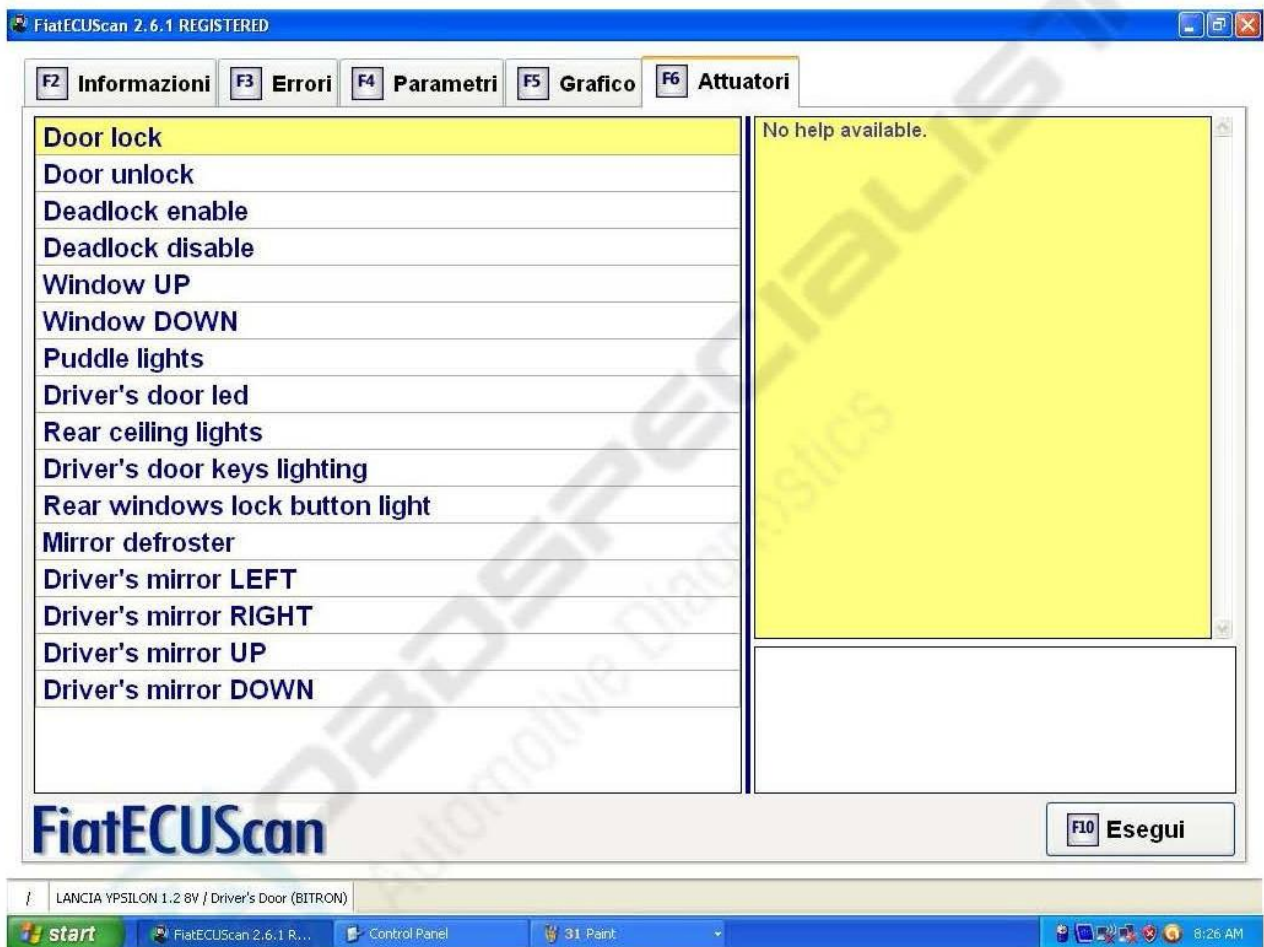 FiatECUScan 2.6.1 REGISTERED
F2 Informazioni F3 Errori F4 Parametri F5 Grafico F6 Attuatori
Door lock
Door unlock
Deadlock enable
Deadlock disable
Window UP
Window DOWN
Puddle lights
Driver's door led
Rear ceiling lights
Driver's door keys lighting
Rear windows lock button light
Mirror defroster
Driver's mirror LEFT
Driver's mirror RIGHT
Driver's mirror UP
Driver's mirror DOWN
No help available.
OBDSPECIALIST
Automotive Diagnostics
FiatECUScan
F10 Esegui
/ LANCIA YPSILON 1.2 8V / Driver's Door (BITRON)
start FiatECUScan 2.6.1 R... Control Panel 31 Paint 8:26 AM